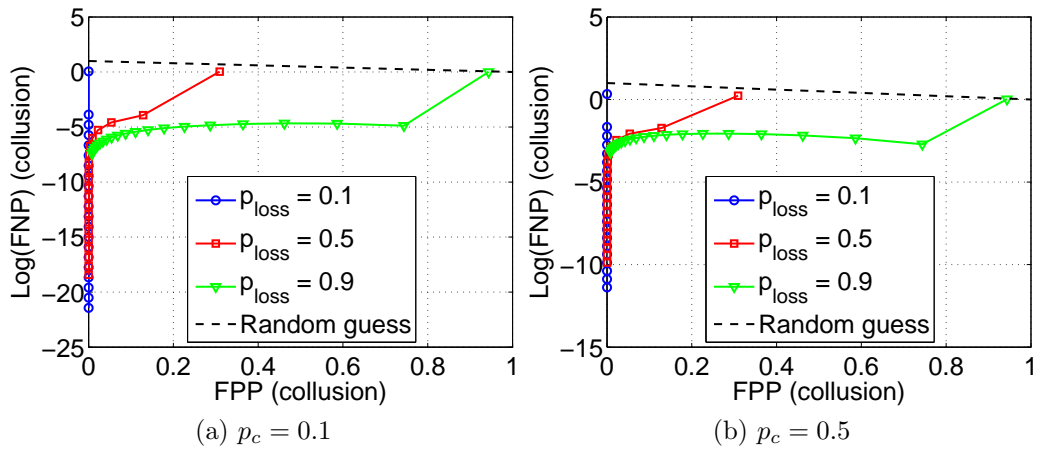 5
0
−5
−10
−15
−20
−25
Log(FNP) (collusion)
0
0.2
0.4
0.6
0.8
1
FPP (collusion)
p_loss = 0.1
p_loss = 0.5
p_loss = 0.9
Random guess
(a) p_c = 0.1
5
0
−5
−10
−15
Log(FNP) (collusion)
0
0.2
0.4
0.6
0.8
1
FPP (collusion)
p_loss = 0.1
p_loss = 0.5
p_loss = 0.9
Random guess
(b) p_c = 0.5